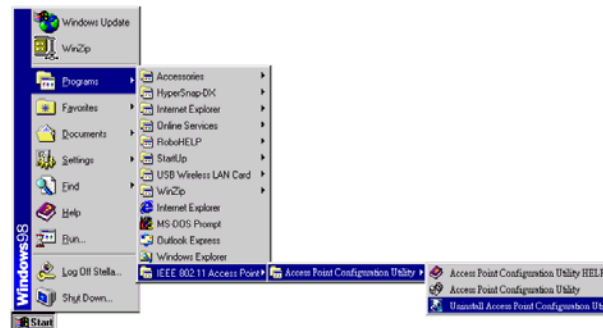 Windows Update
WinZip
Programs
Favorites
Documents
Settings
Find
Help
Run...
Log Off Stella...
Shut Down...
Windows98
Start
Accessories
HyperSnap-DX
Internet Explorer
Online Services
RoboHELP
StartUp
USB Wireless LAN Card
WinZip
Internet Explorer
MS-DOS Prompt
Outlook Express
Windows Explorer
IEEE 802.11 Access Point
Access Point Configuration Utility
Access Point Configuration Utility HELP
Access Point Configuration Utility
Uninstall Access Point Configuration Uti